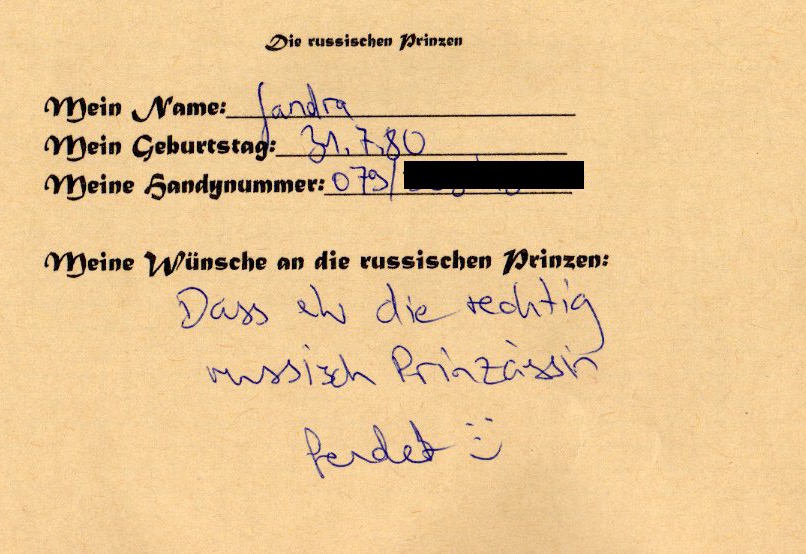 Die russischen Prinzen
Mein Name: Sandra
Mein Geburtstag: 31.7.80
Meine Handynummer: 079/
Meine Wünsche an die russischen Prinzen:
Dass ehr die rechtig
russisch Prinzässin
fendet :-)